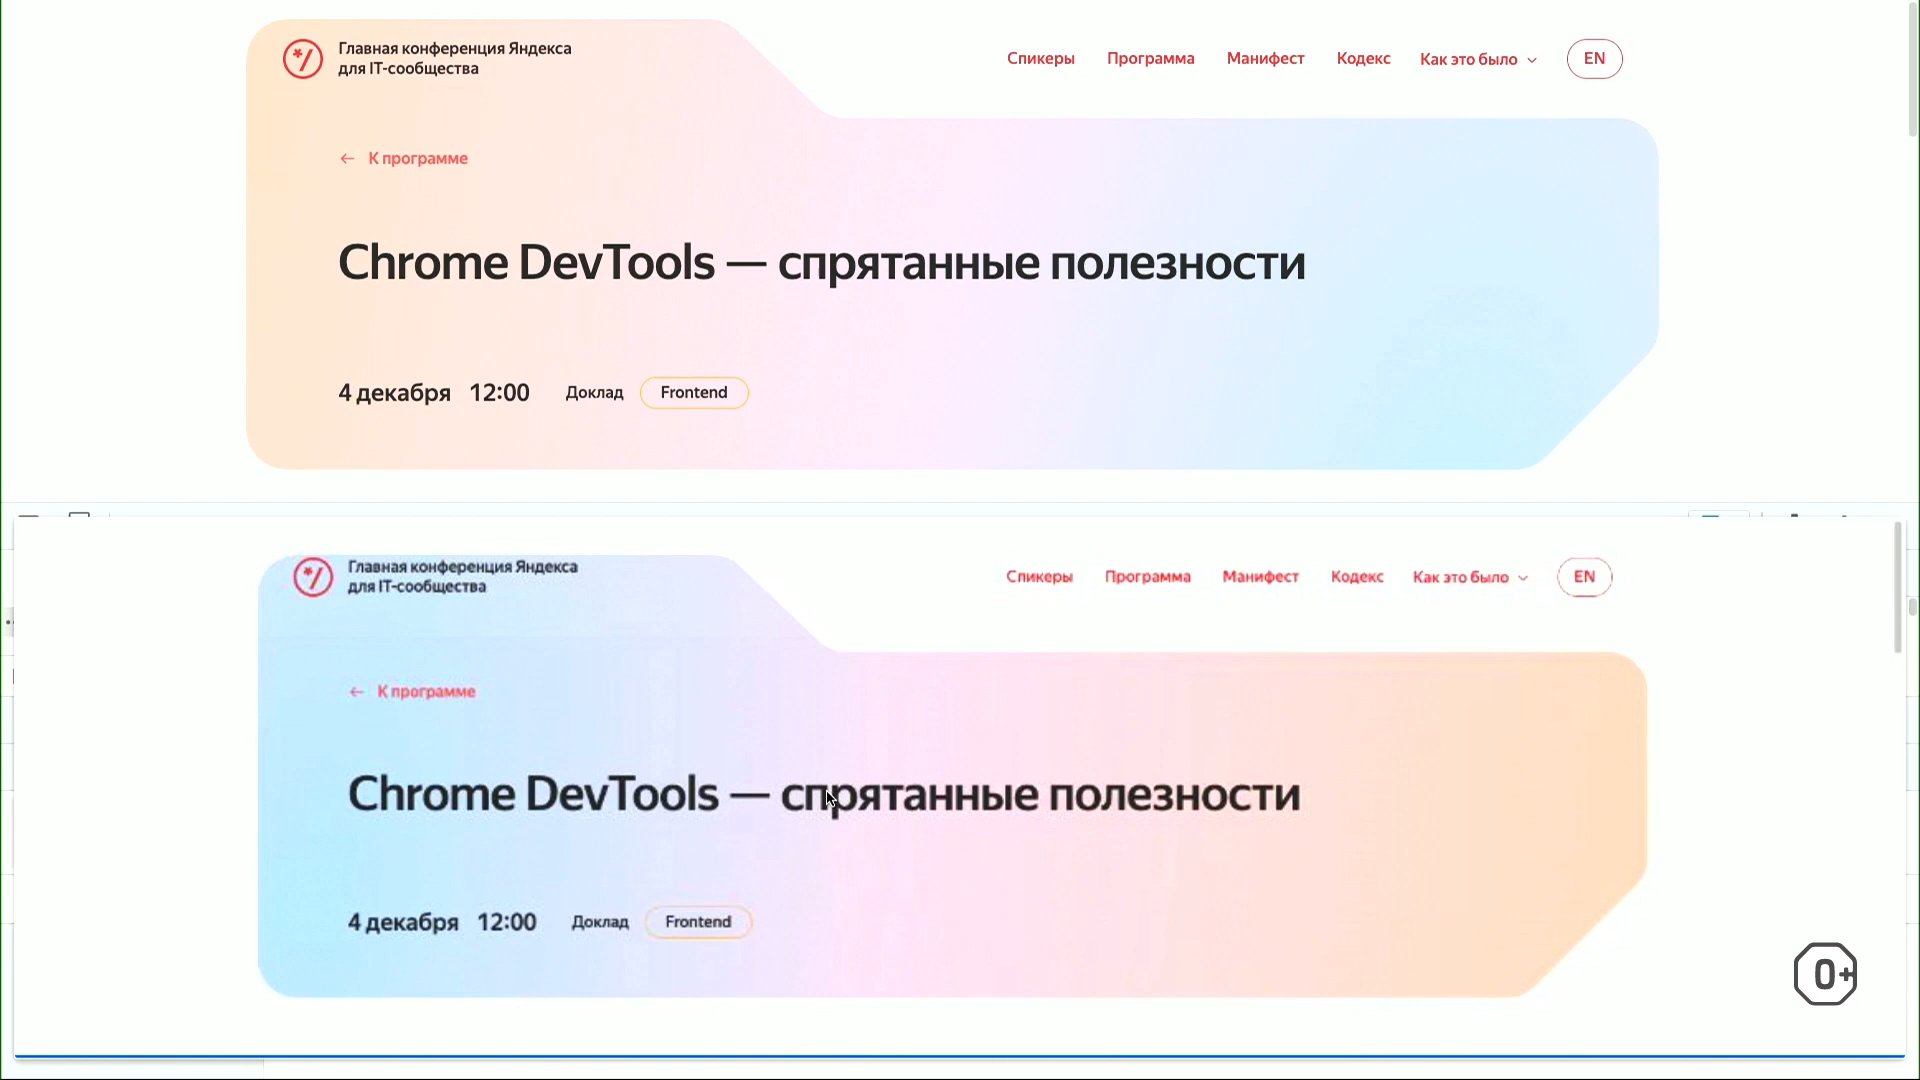 Главная конференция Яндекса
для IT-сообщества
Спикеры Программа Манифест Кодекс Как это было EN
← К программе
Chrome DevTools — спрятанные полезности
4 декабря 12:00 Доклад Frontend
Главная конференция Яндекса
для IT-сообщества
Спикеры Программа Манифест Кодекс Как это было EN
← К программе
Chrome DevTools — спрятанные полезности
4 декабря 12:00 Доклад Frontend
0+